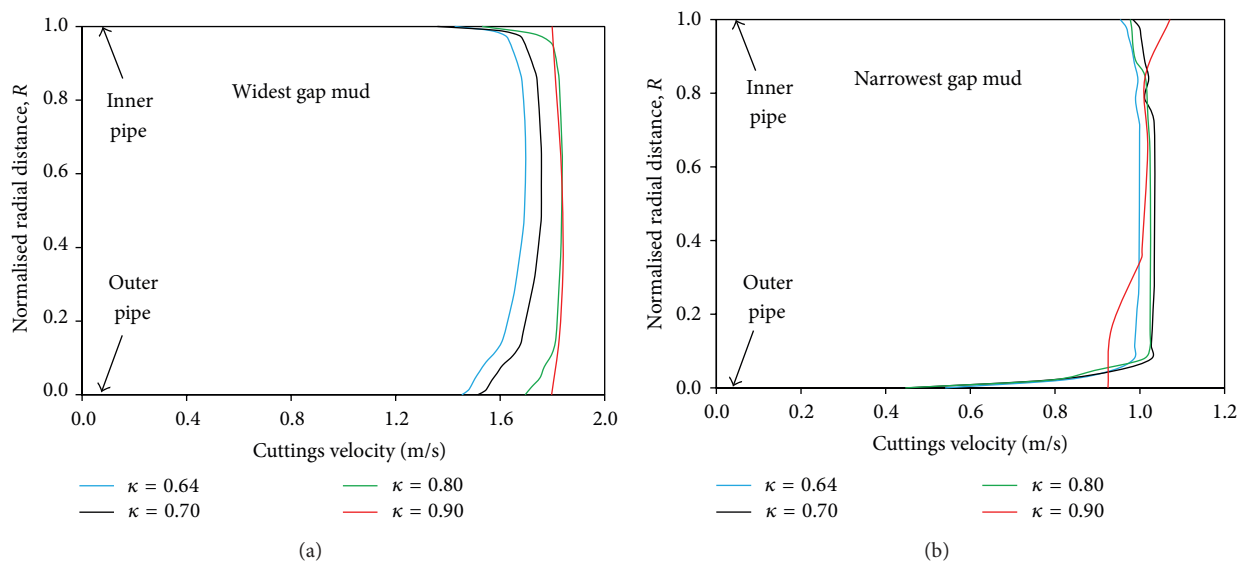 1.0
0.8
0.6
0.4
0.2
0.0
Normalised radial distance, R
Inner
pipe
Widest gap mud
Outer
pipe
0.0
0.4
0.8
1.2
1.6
2.0
Cuttings velocity (m/s)
κ = 0.64
κ = 0.70
κ = 0.80
κ = 0.90
(a)
1.0
0.8
0.6
0.4
0.2
0.0
Normalised radial distance, R
Inner
pipe
Narrowest gap mud
Outer
pipe
0.0
0.2
0.4
0.6
0.8
1.0
1.2
Cuttings velocity (m/s)
κ = 0.64
κ = 0.70
κ = 0.80
κ = 0.90
(b)